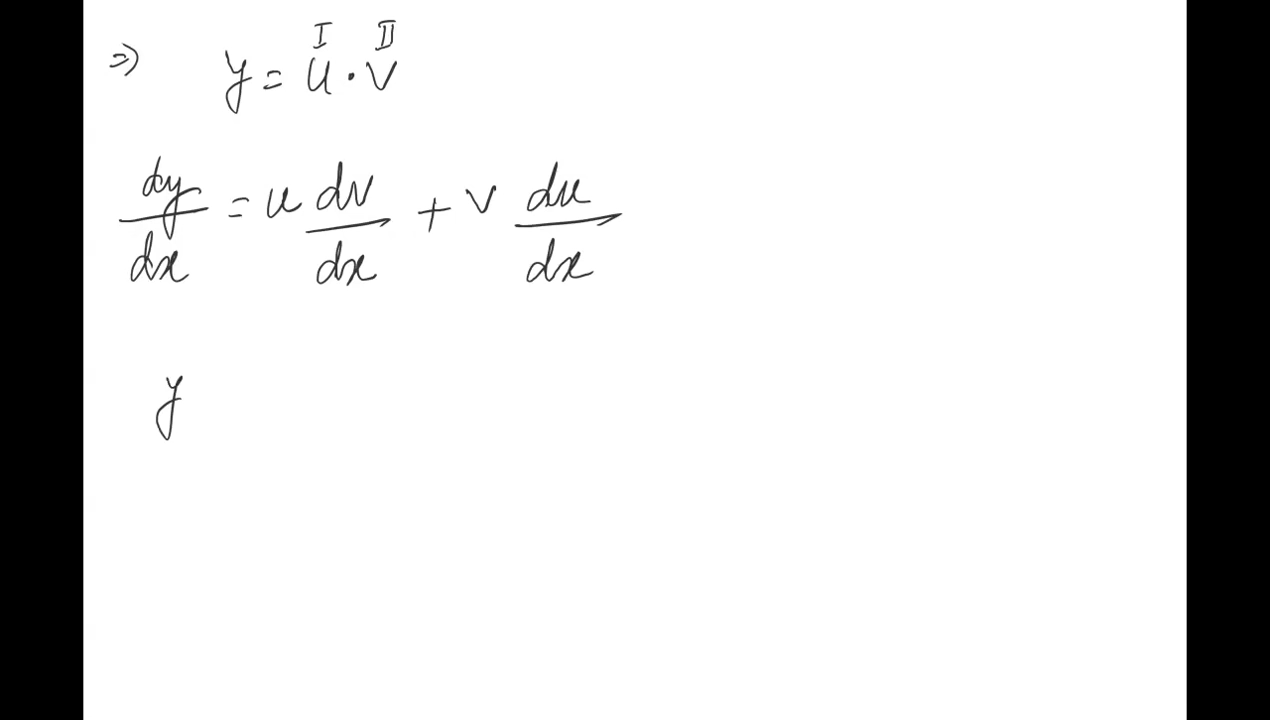 I II
⇒ y = u · v
dy/dx = u dv/dx + v du/dx
y